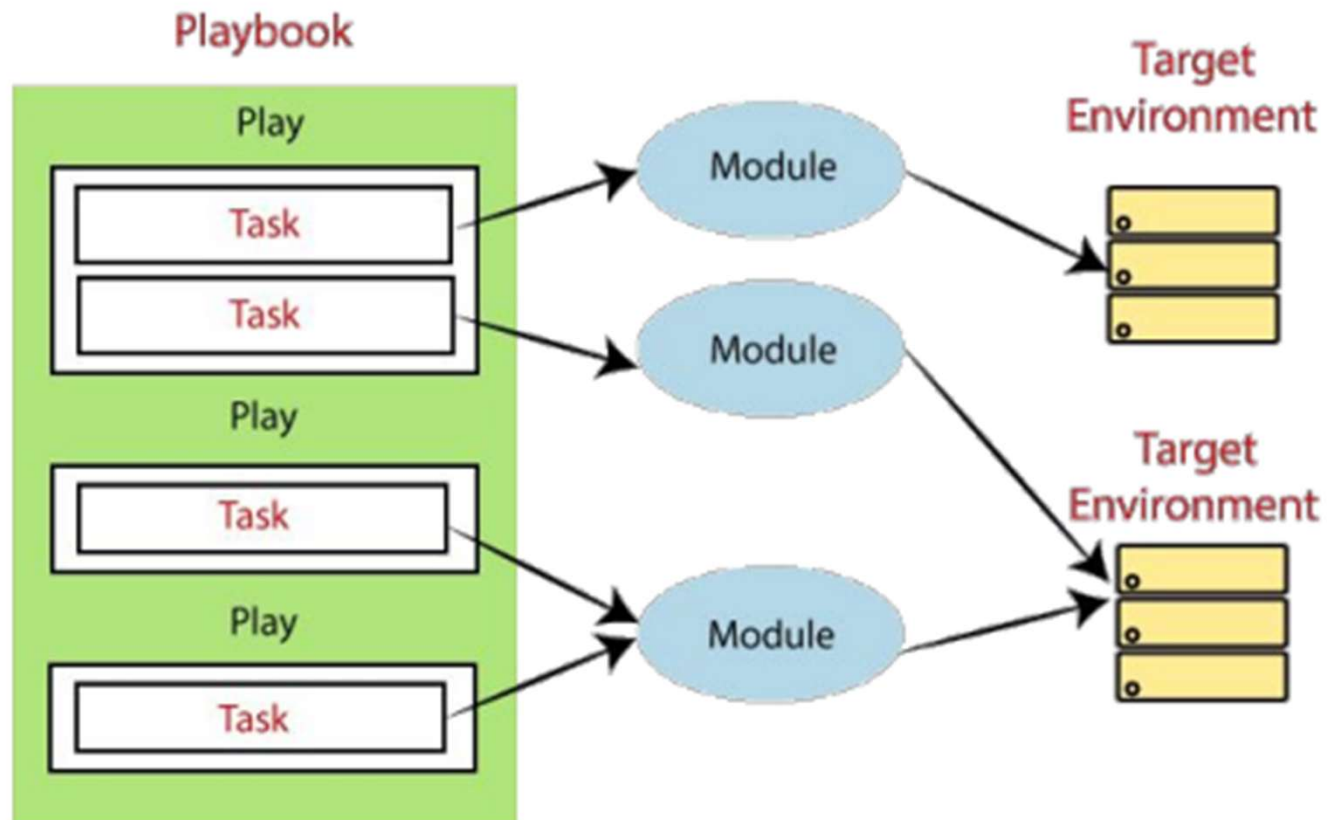 Playbook
Play
Task
Task
Play
Task
Play
Task
Module
Module
Module
Target
Environment
Target
Environment